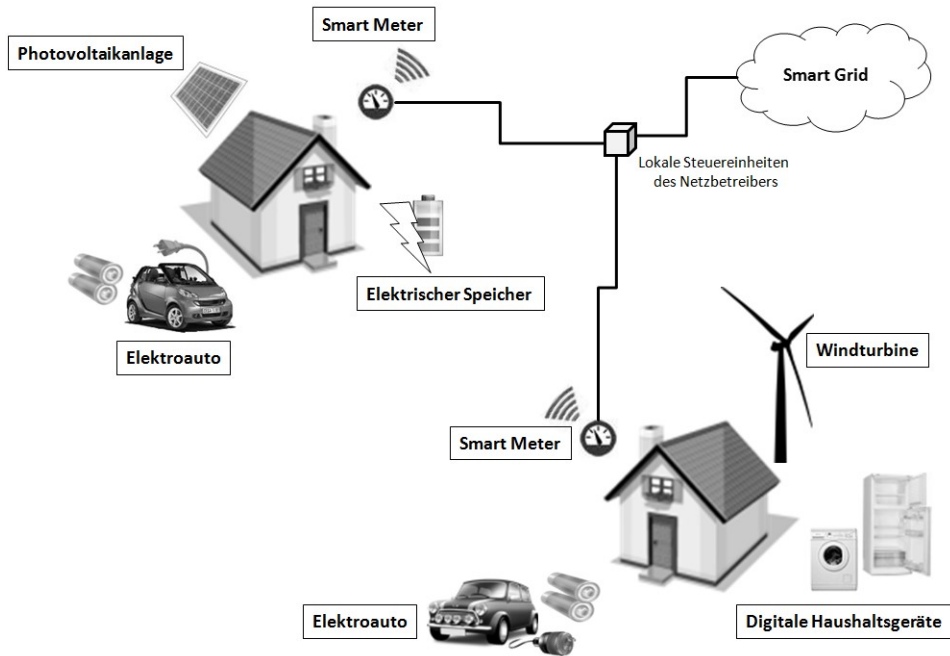 Smart Meter
Photovoltaikanlage
Smart Grid
Lokale Steuereinheiten
des Netzbetreibers
Elektrischer Speicher
Elektroauto
Windturbine
Smart Meter
Elektroauto
Digitale Haushaltsgeräte